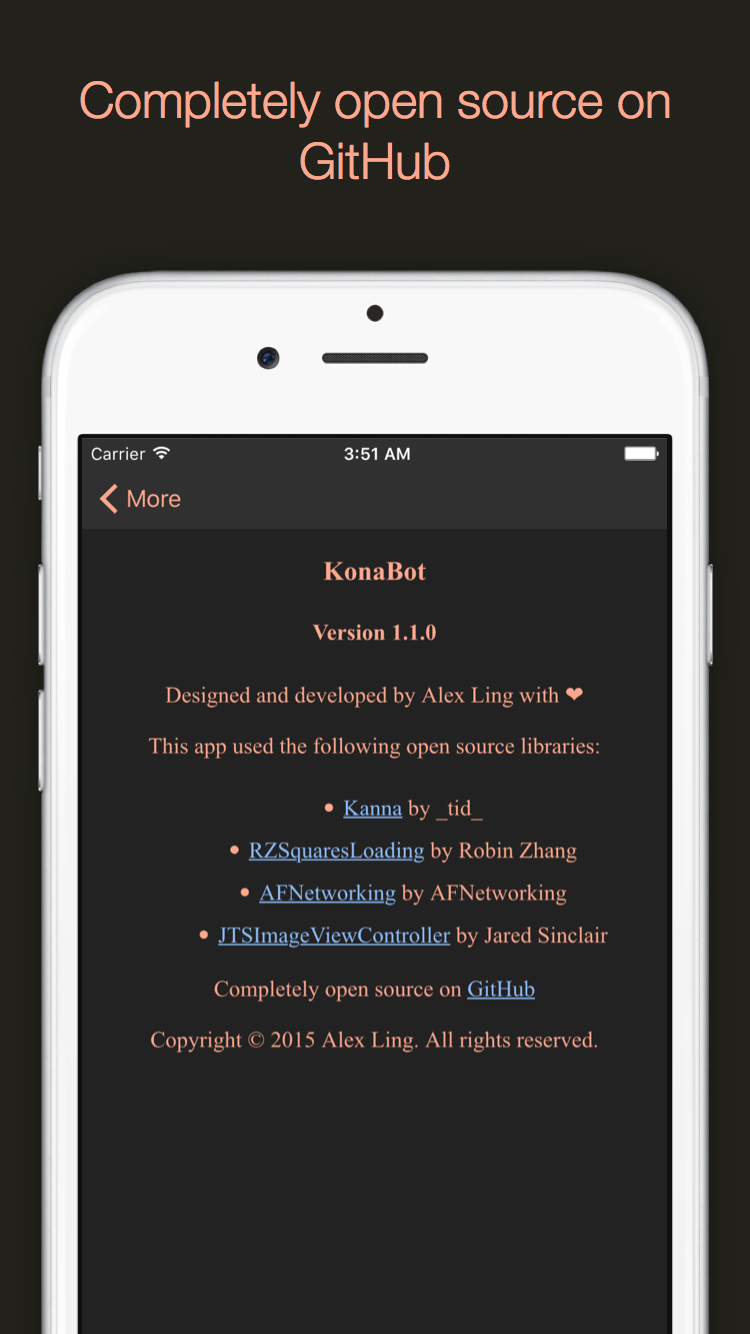 Completely open source on
GitHub
Carrier
3:51 AM
More
KonaBot
Version 1.1.0
Designed and developed by Alex Ling with ❤
This app used the following open source libraries:
• Kanna by _tid_
• RZSquaresLoading by Robin Zhang
• AFNetworking by AFNetworking
• JTSImageViewController by Jared Sinclair
Completely open source on GitHub
Copyright © 2015 Alex Ling. All rights reserved.